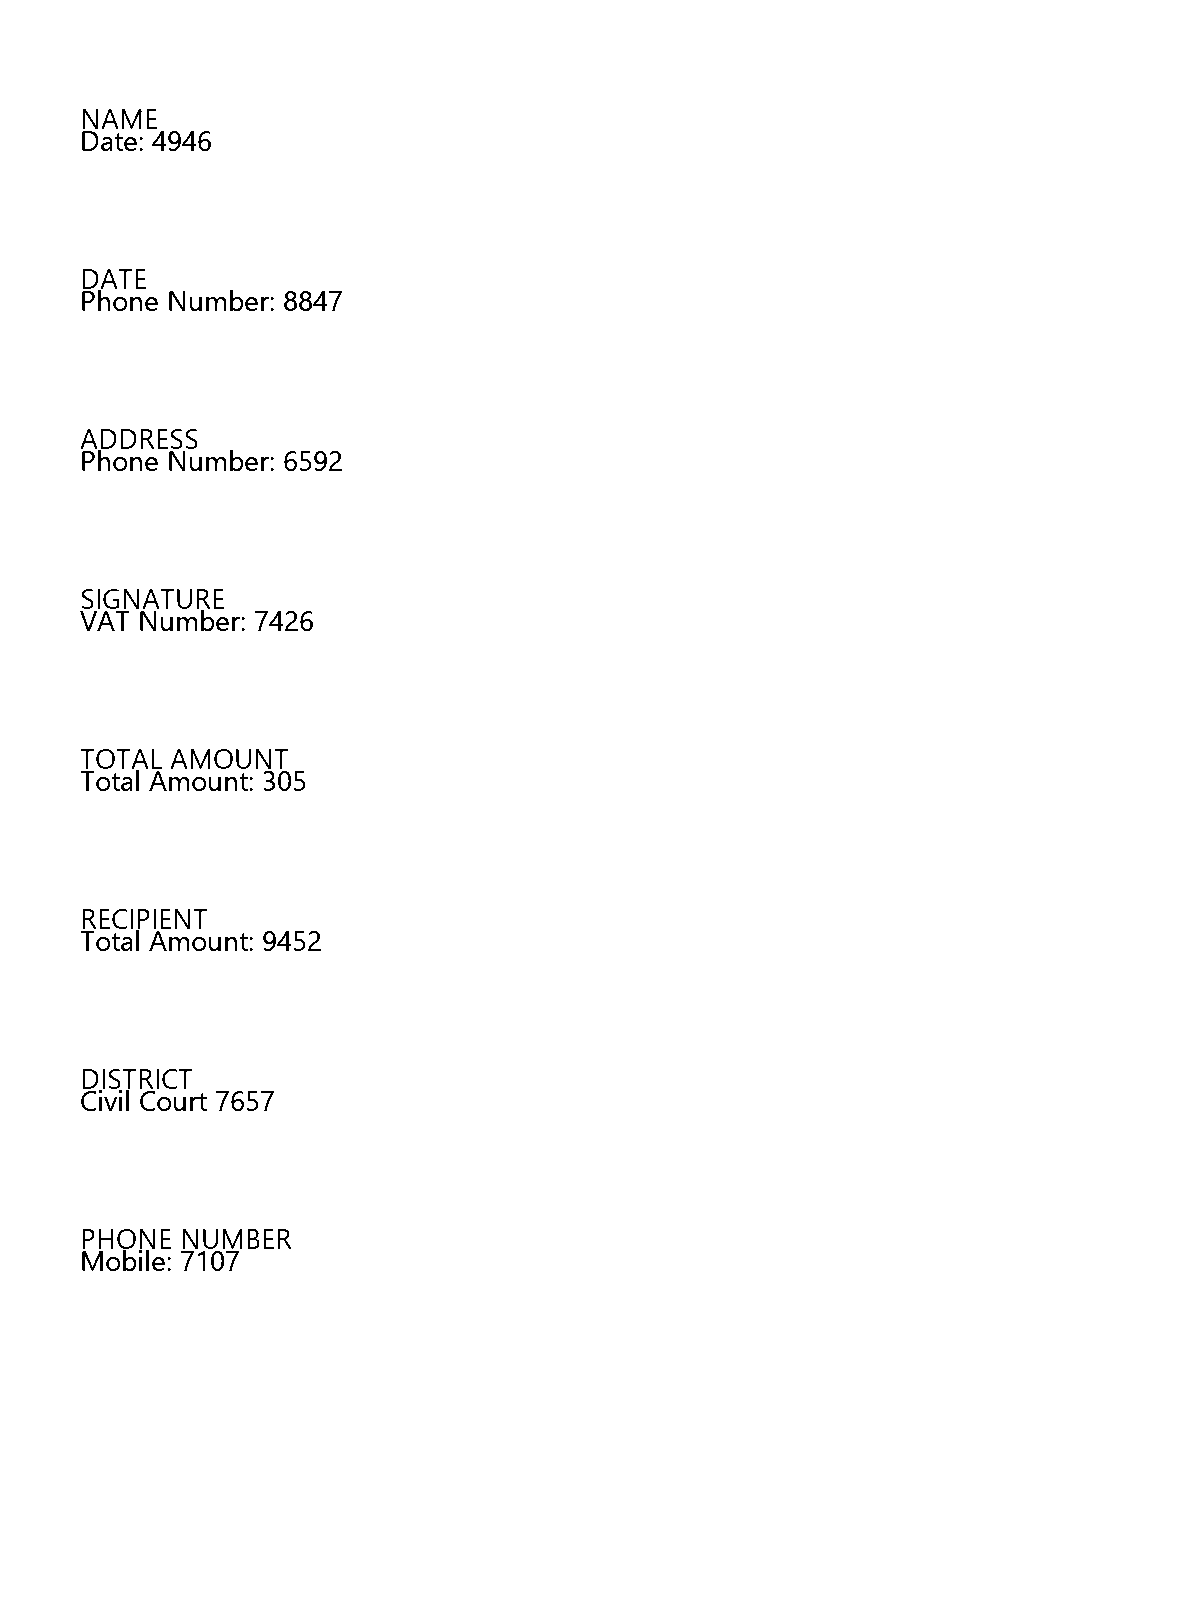 NAME
Date: 4946
DATE
Phone Number: 8847
ADDRESS
Phone Number: 6592
SIGNATURE
VAT Number: 7426
TOTAL AMOUNT
Total Amount: 305
RECIPIENT
Total Amount: 9452
DISTRICT
Civil Court 7657
PHONE NUMBER
Mobile: 7107